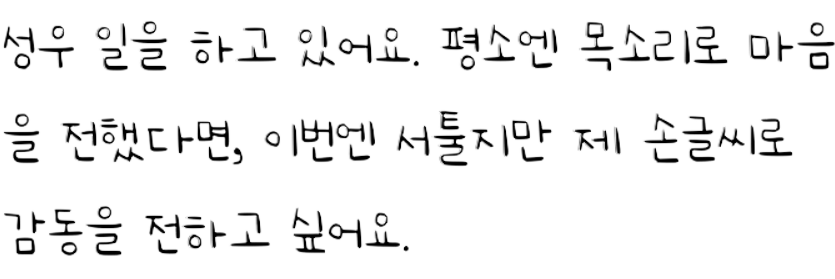 성우 일을 하고 있어요. 평소엔 목소리로 마음
을 전했다면, 이번엔 서툴지만 제 손글씨로
감동을 전하고 싶어요.